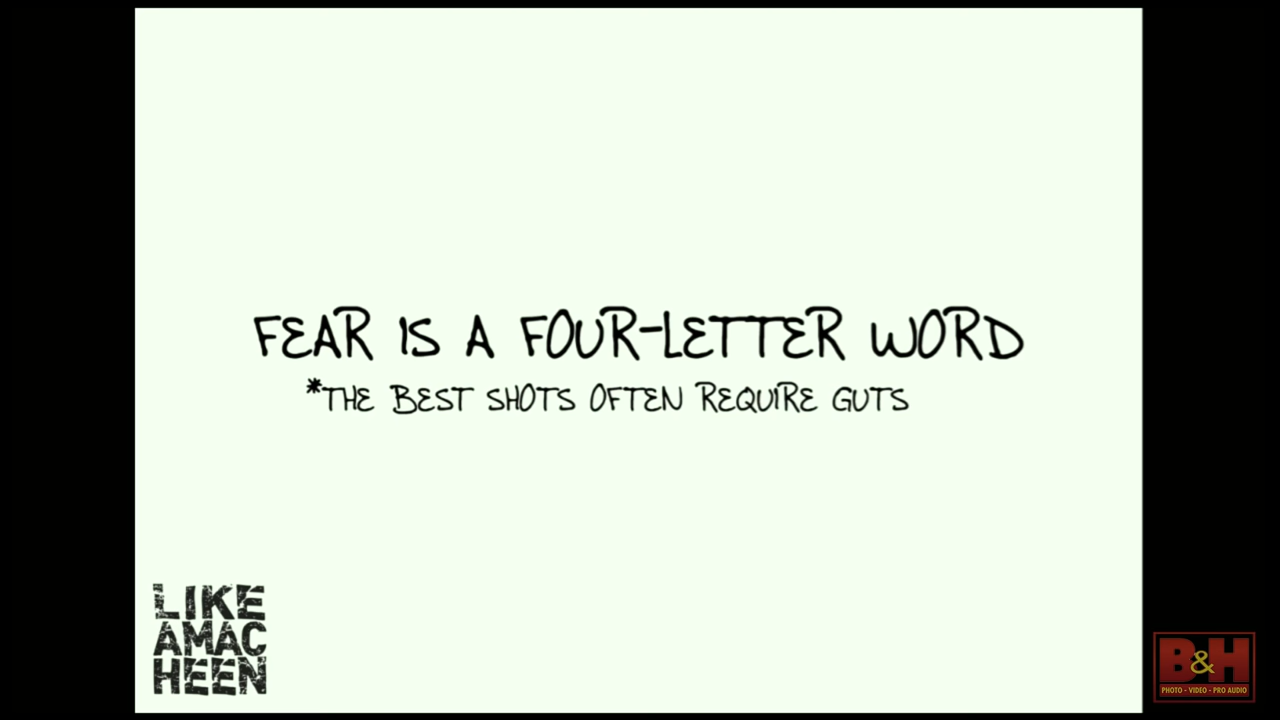 FEAR IS A FOUR-LETTER WORD
*THE BEST SHOTS OFTEN REQUIRE GUTS
LIKE
AMAC
HEEN
B&H
PHOTO - VIDEO - PRO AUDIO